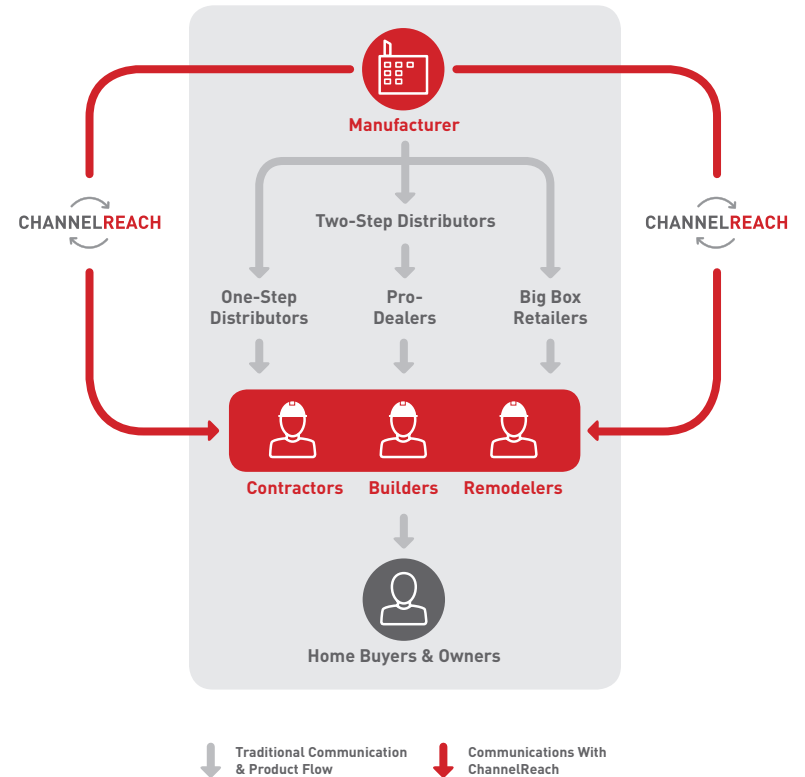 Manufacturer
CHANNELREACH
CHANNELREACH
Two-Step Distributors
One-Step
Distributors
Pro-
Dealers
Big Box
Retailers
Contractors
Builders
Remodelers
Home Buyers & Owners
Traditional Communication
& Product Flow
Communications With
ChannelReach